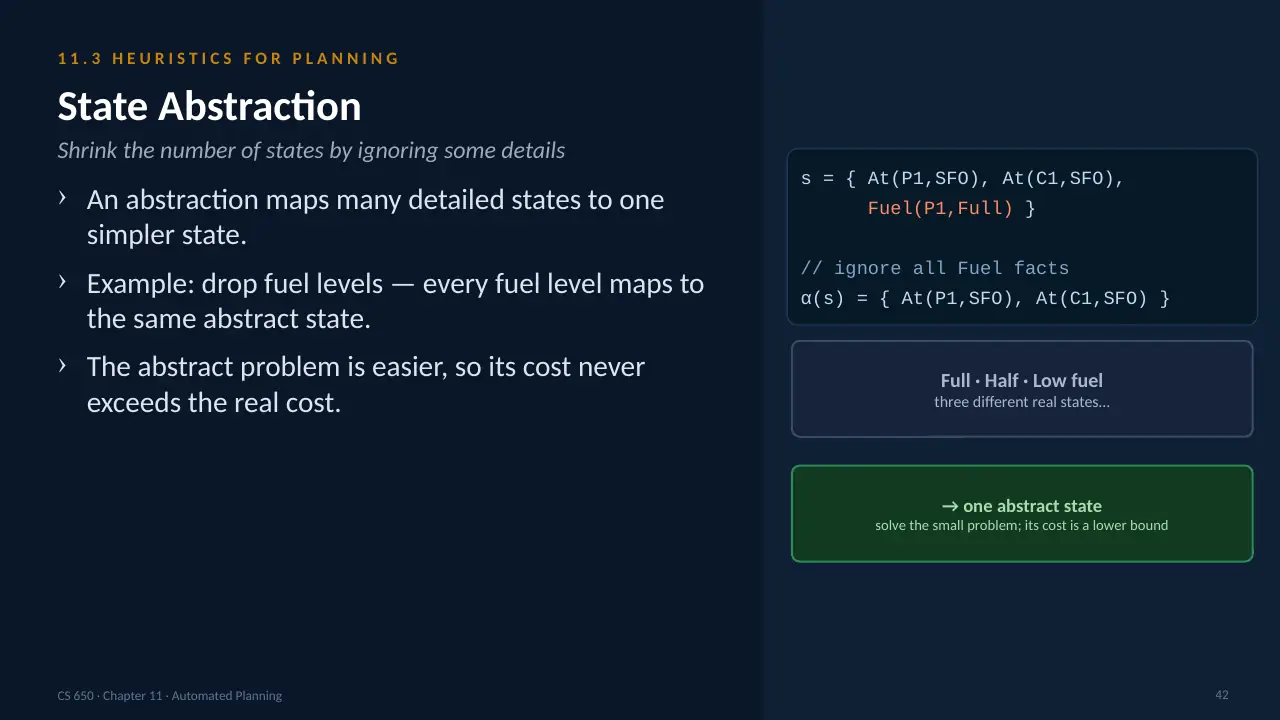 11.3 HEURISTICS FOR PLANNING
State Abstraction
Shrink the number of states by ignoring some details
› An abstraction maps many detailed states to one
simpler state.
› Example: drop fuel levels — every fuel level maps to
the same abstract state.
› The abstract problem is easier, so its cost never
exceeds the real cost.
s = { At(P1,SFO), At(C1,SFO),
Fuel(P1,Full) }
// ignore all Fuel facts
α(s) = { At(P1,SFO), At(C1,SFO) }
Full · Half · Low fuel
three different real states…
→ one abstract state
solve the small problem; its cost is a lower bound
CS 650 · Chapter 11 · Automated Planning
42